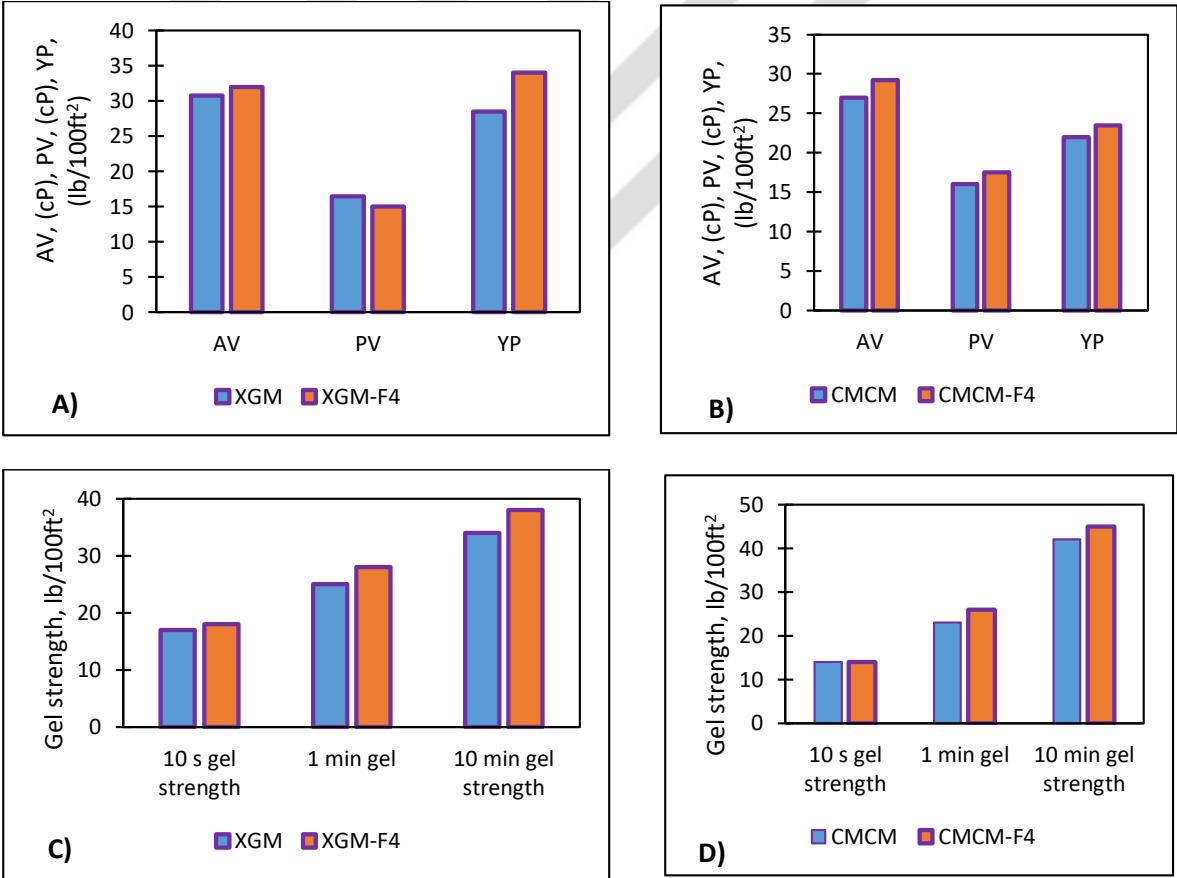 AV, (cP), PV, (cP), YP,
(lb/100ft²)
40
35
30
25
20
15
10
5
0
AV PV YP
XGM XGM-F4
A)
AV, (cP), PV, (cP), YP,
(lb/100ft²)
35
30
25
20
15
10
5
0
AV PV YP
CMCM CMCM-F4
B)
Gel strength, lb/100ft²
40
30
20
10
0
10 s gel 1 min gel 10 min gel
strength strength
XGM XGM-F4
C)
Gel strength, lb/100ft²
50
40
30
20
10
0
10 s gel 1 min gel 10 min gel
strength strength
CMCM CMCM-F4
D)